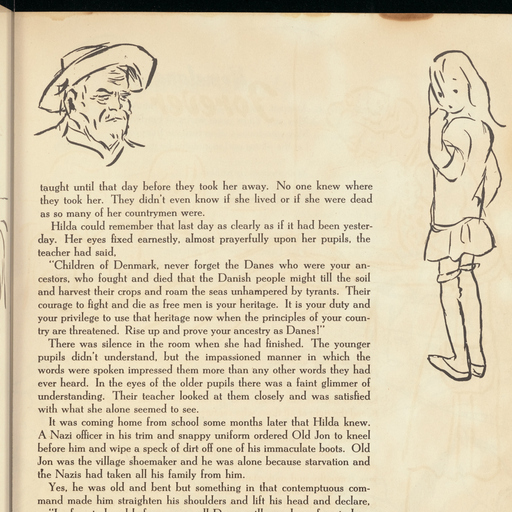 taught until that day before they took her away. No one knew where
they took her. They didn't even know if she lived or if she were dead
as so many of her countrymen were.
Hilda could remember that last day as clearly as if it had been yester-
day. Her eyes fixed earnestly, almost prayerfully upon her pupils, the
teacher had said,
"Children of Denmark, never forget the Danes who were your an-
cestors, who fought and died that the Danish people might till the soil
and harvest their crops and roam the seas unhampered by tyrants. Their
courage to fight and die as free men is your heritage. It is your duty and
your privilege to use that heritage now when the principles of your coun-
try are threatened. Rise up and prove your ancestry as Danes!"
There was silence in the room when she had finished. The younger
pupils didn't understand, but the impassioned manner in which the
words were spoken impressed them more than any other words they had
ever heard. In the eyes of the older pupils there was a faint glimmer of
understanding. Their teacher looked at them closely and was satisfied
with what she alone seemed to see.
It was coming home from school some months later that Hilda knew.
A Nazi officer in his trim and snappy uniform ordered Old Jon to kneel
before him and wipe a speck of dirt off one of his immaculate boots. Old
Jon was the village shoemaker and he was alone because starvation and
the Nazis had taken all his family from him.
Yes, he was old and bent but something in that contemptuous com-
mand made him straighten his shoulders and lift his head and declare,